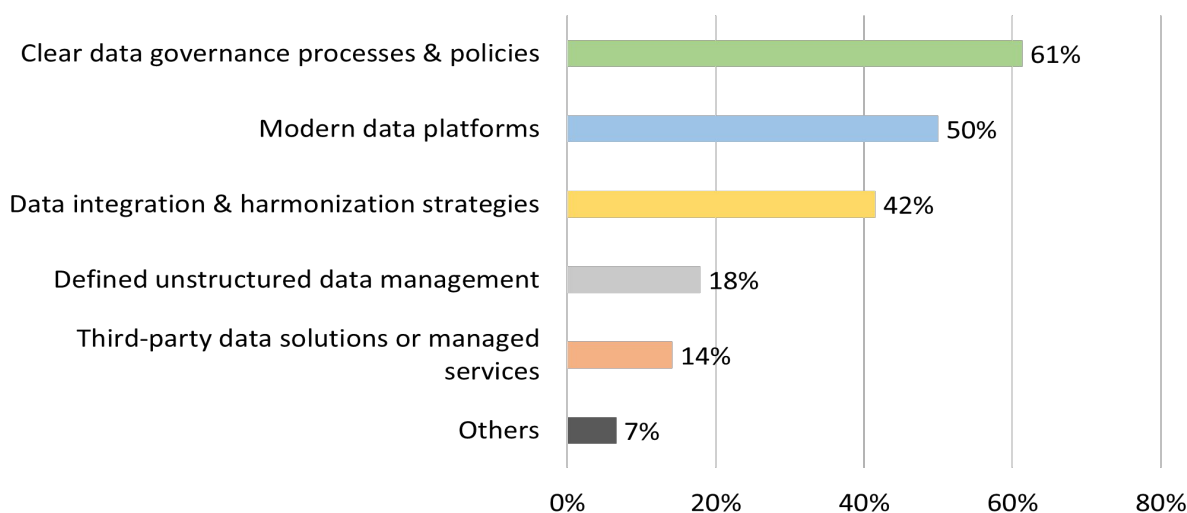 Clear data governance processes & policies 61%
Modern data platforms 50%
Data integration & harmonization strategies 42%
Defined unstructured data management 18%
Third-party data solutions or managed
services 14%
Others 7%
0% 20% 40% 60% 80%